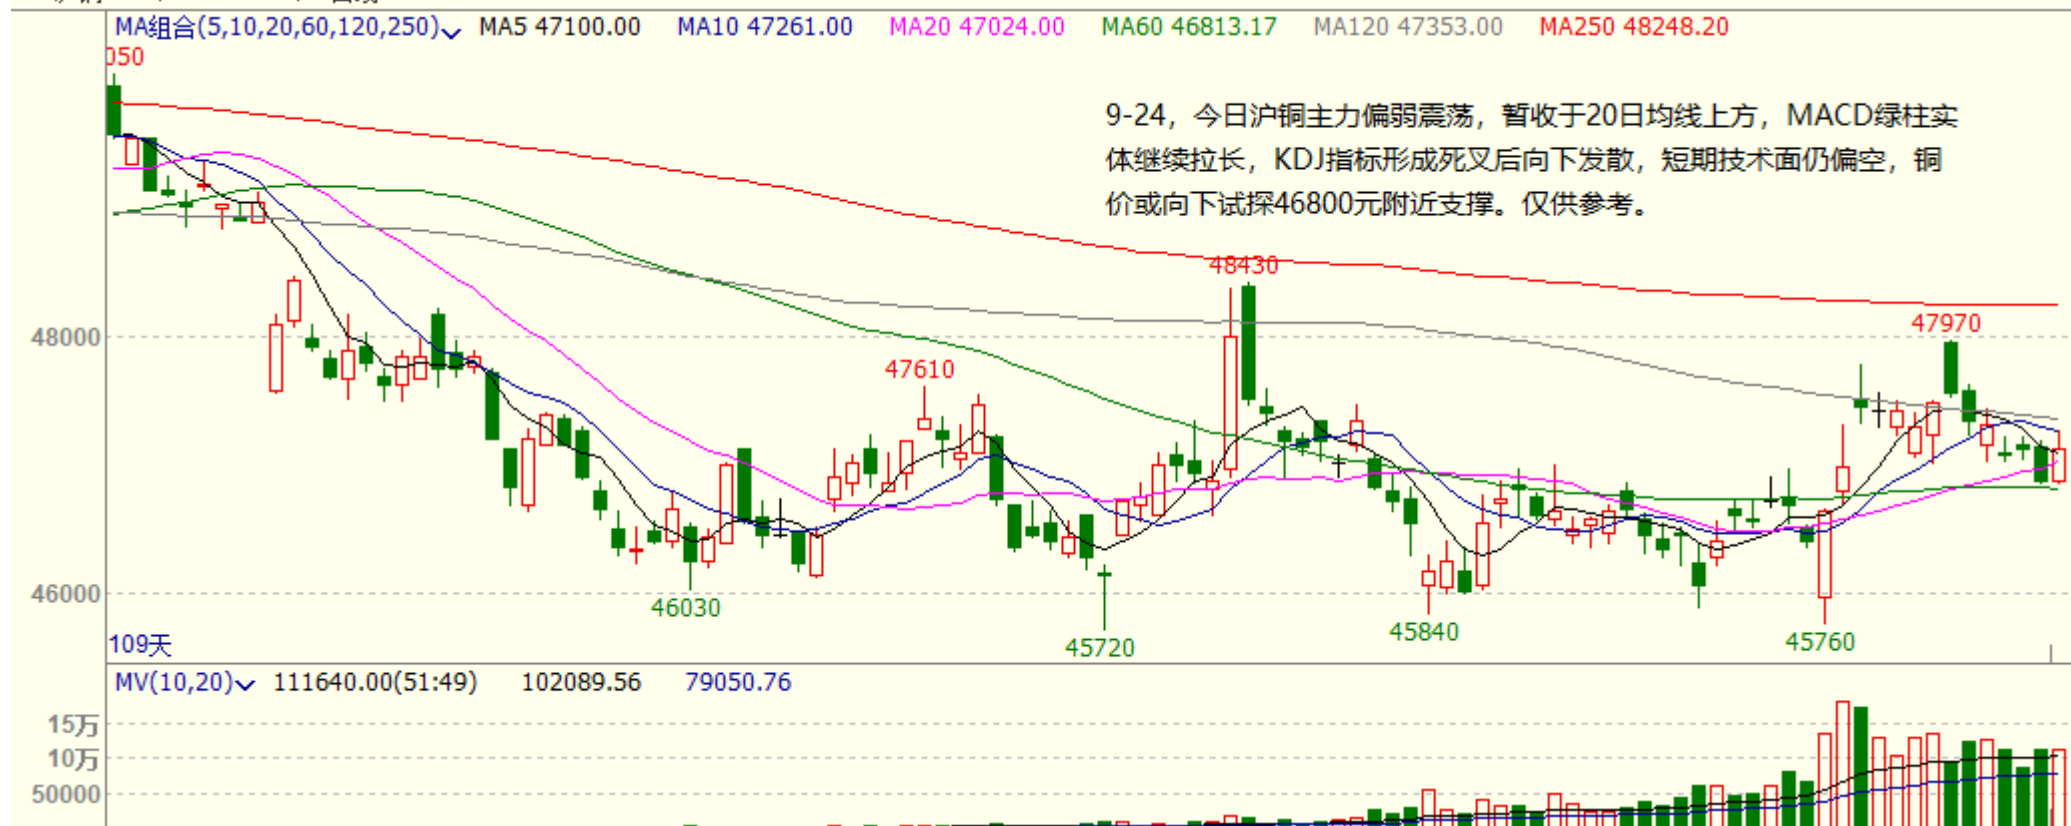 MA组合(5,10,20,60,120,250) MA5 47100.00 MA10 47261.00 MA20 47024.00 MA60 46813.17 MA120 47353.00 MA250 48248.20
050
9-24，今日沪铜主力偏弱震荡，暂收于20日均线上方，MACD绿柱实
体继续拉长，KDJ指标形成死叉后向下发散，短期技术面仍偏空，铜
价或向下试探46800元附近支撑。仅供参考。
48430
47970
48000
47610
46000
46030
45840
45760
45720
109天
MV(10,20) 111640.00(51:49) 102089.56 79050.76
15万
10万
50000